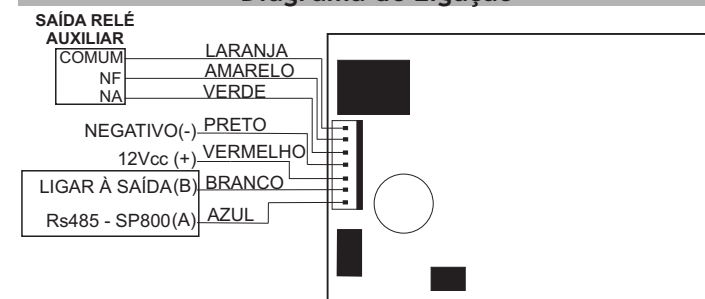 Diagrama de Ligação
SAÍDA RELÉ
AUXILIAR
COMUM LARANJA
NF AMARELO
NA VERDE
NEGATIVO(-) PRETO
12Vcc (+) VERMELHO
LIGAR À SAÍDA(B) BRANCO
Rs485 - SP800(A) AZUL